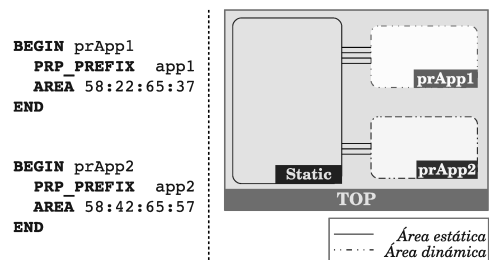 BEGIN prApp1
PRP_PREFIX app1
AREA 58:22:65:37
END
BEGIN prApp2
PRP_PREFIX app2
AREA 58:42:65:57
END
prApp1
prApp2
Static
TOP
Área estática
Área dinámica